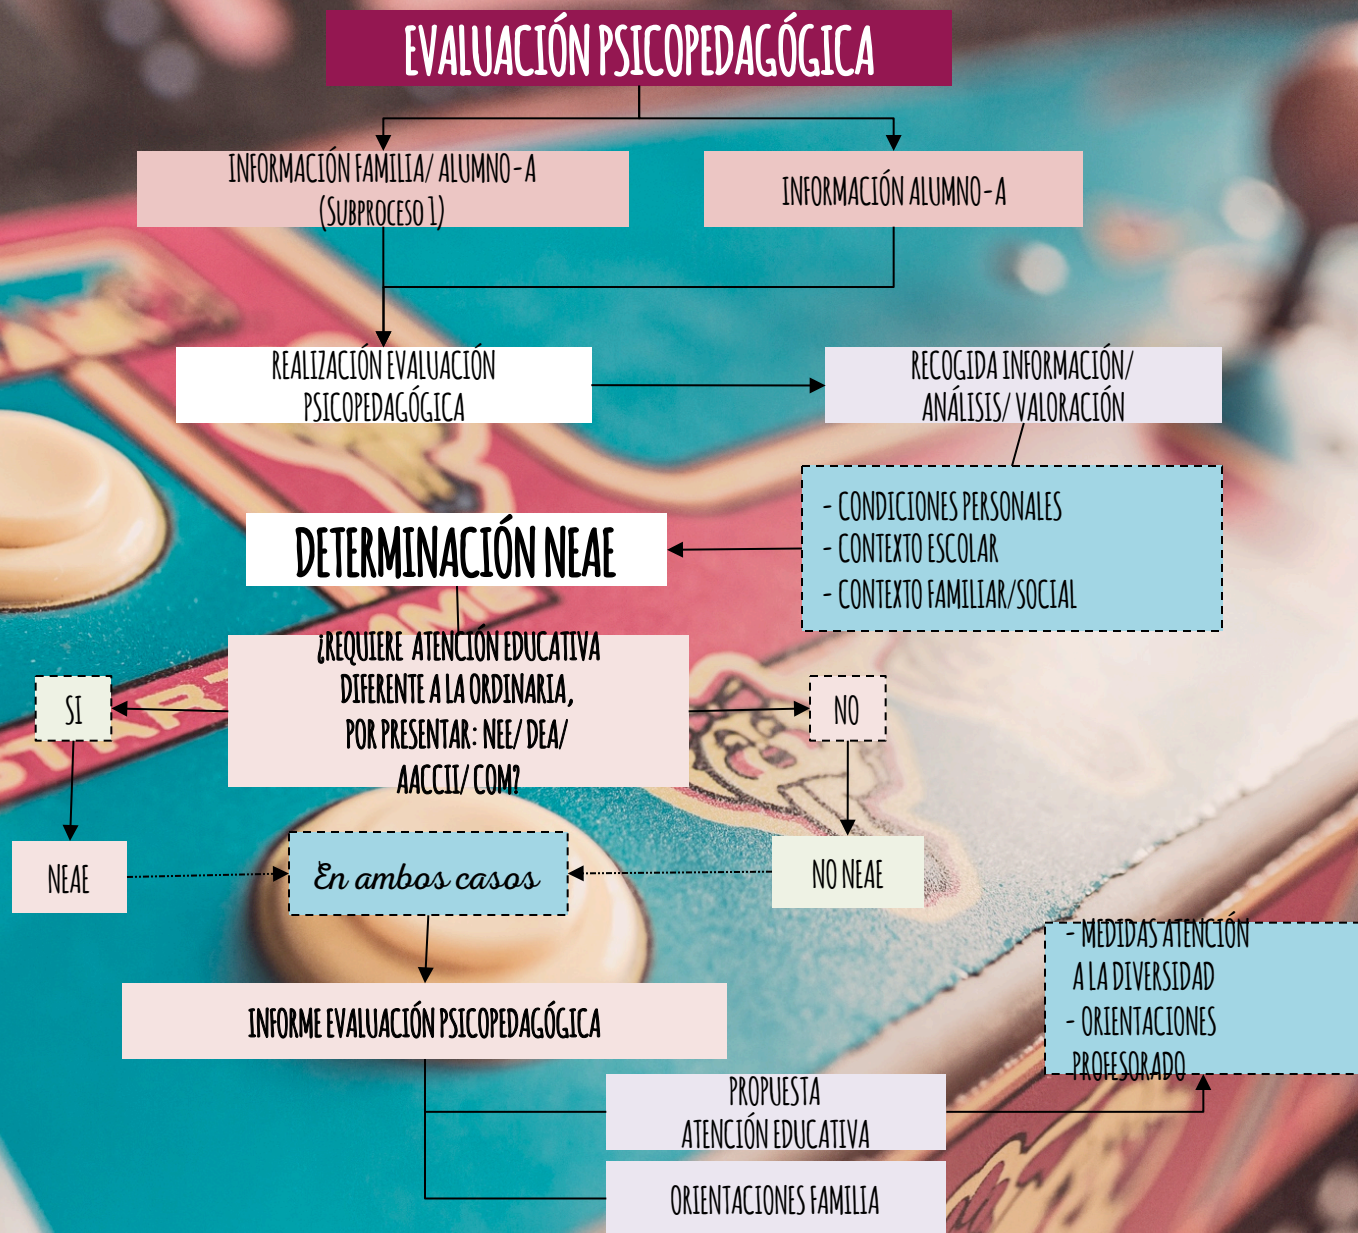 EVALUACIÓN PSICOPEDAGÓGICA
INFORMACIÓN FAMILIA/ ALUMNO-A
(SUBPROCESO 1)
INFORMACIÓN ALUMNO-A
REALIZACIÓN EVALUACIÓN
PSICOPEDAGÓGICA
RECOGIDA INFORMACIÓN/
ANÁLISIS/ VALORACIÓN
- CONDICIONES PERSONALES
- CONTEXTO ESCOLAR
- CONTEXTO FAMILIAR/SOCIAL
DETERMINACIÓN NEAE
¿REQUIERE ATENCIÓN EDUCATIVA
DIFERENTE A LA ORDINARIA,
POR PRESENTAR: NEE/ DEA/
AACCII/ COM?
SI
NO
NEAE
En ambos casos
NO NEAE
- MEDIDAS ATENCIÓN
A LA DIVERSIDAD
- ORIENTACIONES
PROFESORADO
INFORME EVALUACIÓN PSICOPEDAGÓGICA
PROPUESTA
ATENCIÓN EDUCATIVA
ORIENTACIONES FAMILIA